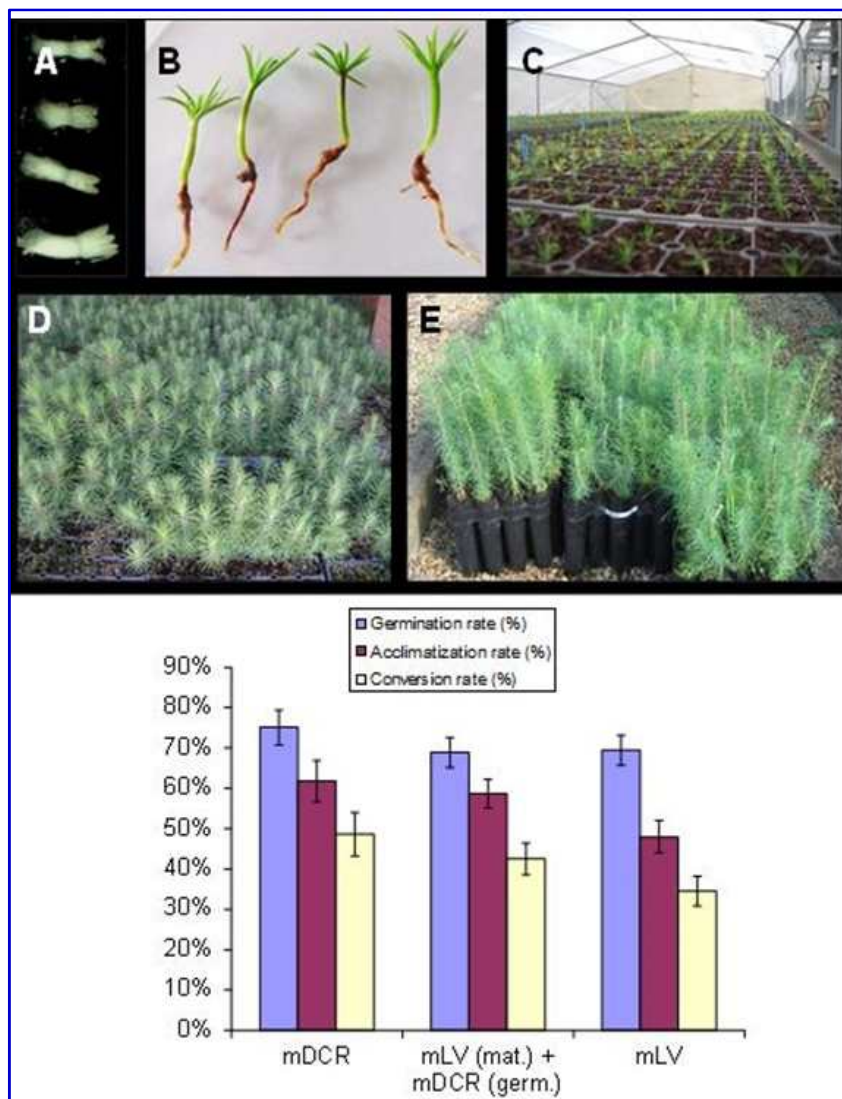 A
B
C
D
E
Germination rate (%)
Acclimatization rate (%)
Conversion rate (%)
90%
80%
70%
60%
50%
40%
30%
20%
10%
0%
mDCR
mLV (mat.) +
mDCR (germ.)
mLV